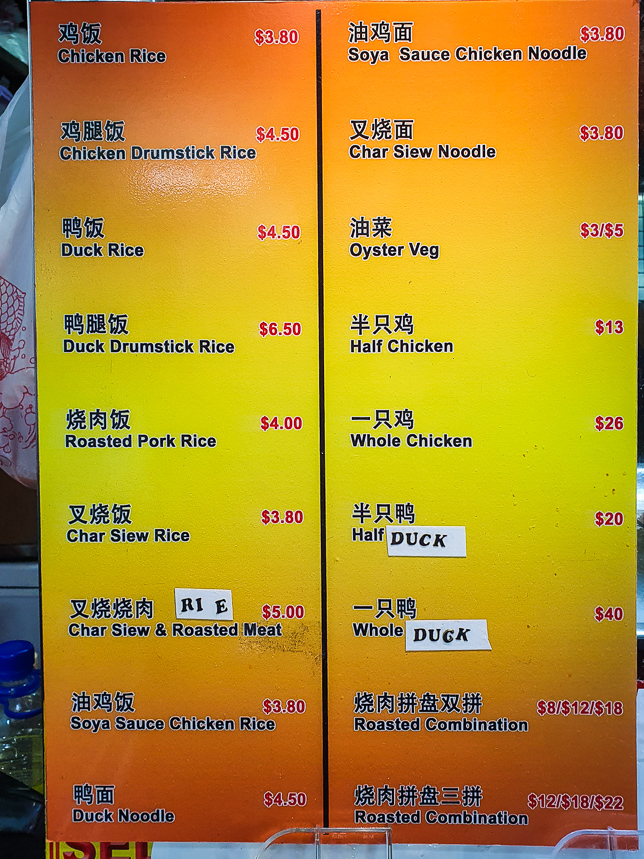 鸡饭
Chicken Rice $3.80
鸡腿饭
Chicken Drumstick Rice $4.50
鸭饭
Duck Rice $4.50
鸭腿饭
Duck Drumstick Rice $6.50
烧肉饭
Roasted Pork Rice $4.00
叉烧饭
Char Siew Rice $3.80
叉烧烧肉 RI E $5.00
Char Siew & Roasted Meat
油鸡饭
Soya Sauce Chicken Rice $3.80
鸭面
Duck Noodle $4.50
油鸡面 $3.80
Soya Sauce Chicken Noodle
叉烧面 $3.80
Char Siew Noodle
油菜 $3/$5
Oyster Veg
半只鸡 $13
Half Chicken
一只鸡 $26
Whole Chicken
半只鸭 $20
Half DUCK
一只鸭 $40
Whole DUCK
烧肉拼盘双拼 $8/$12/$18
Roasted Combination
烧肉拼盘三拼 $12/$18/$22
Roasted Combination